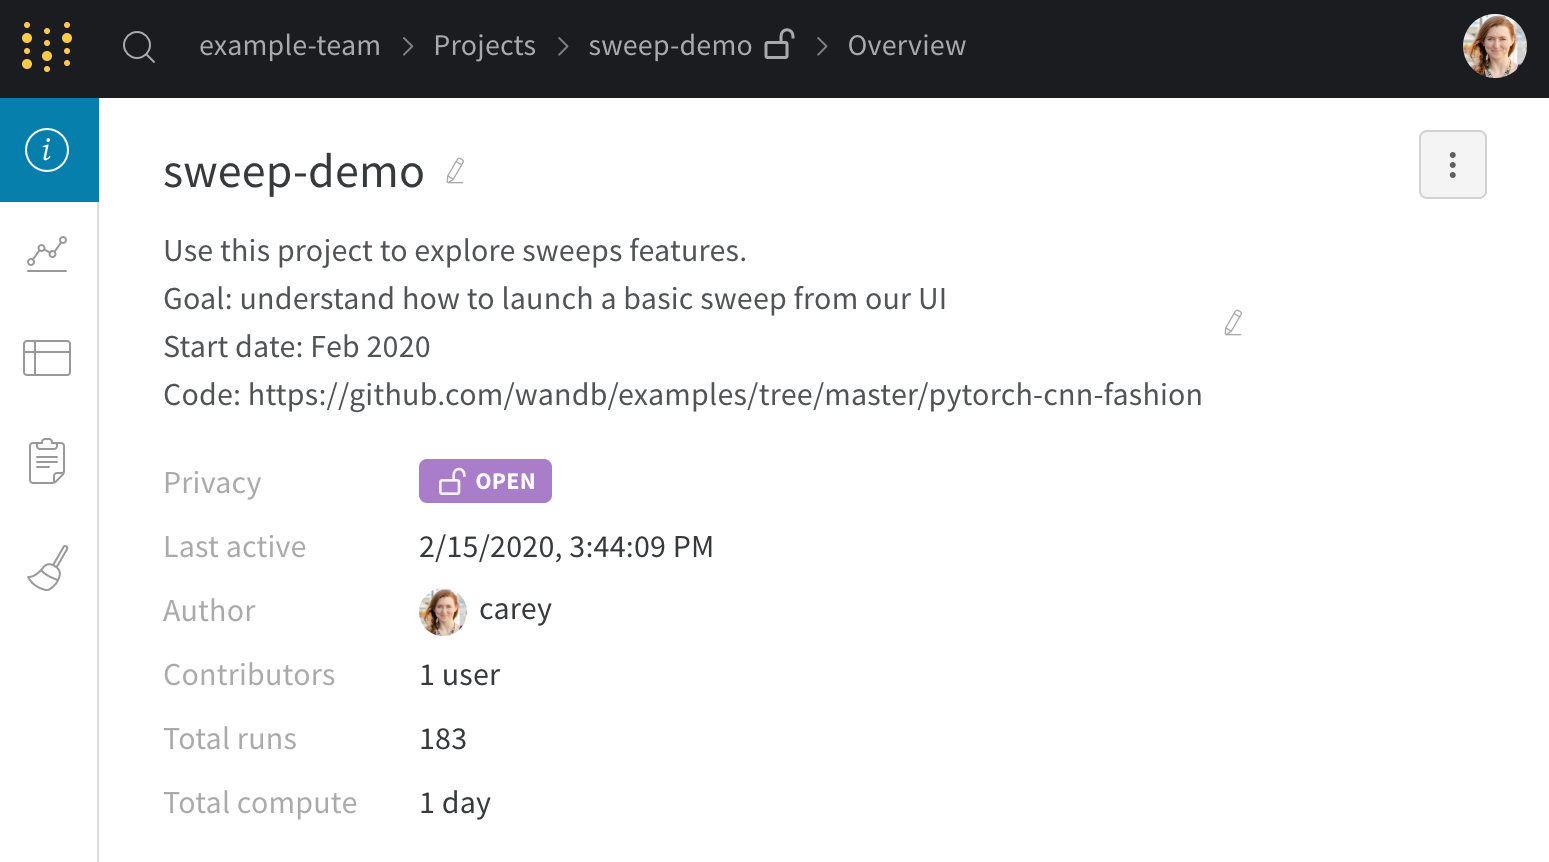 example-team > Projects > sweep-demo > Overview
sweep-demo
Use this project to explore sweeps features.
Goal: understand how to launch a basic sweep from our UI
Start date: Feb 2020
Code: https://github.com/wandb/examples/tree/master/pytorch-cnn-fashion
Privacy OPEN
Last active 2/15/2020, 3:44:09 PM
Author carey
Contributors 1 user
Total runs 183
Total compute 1 day